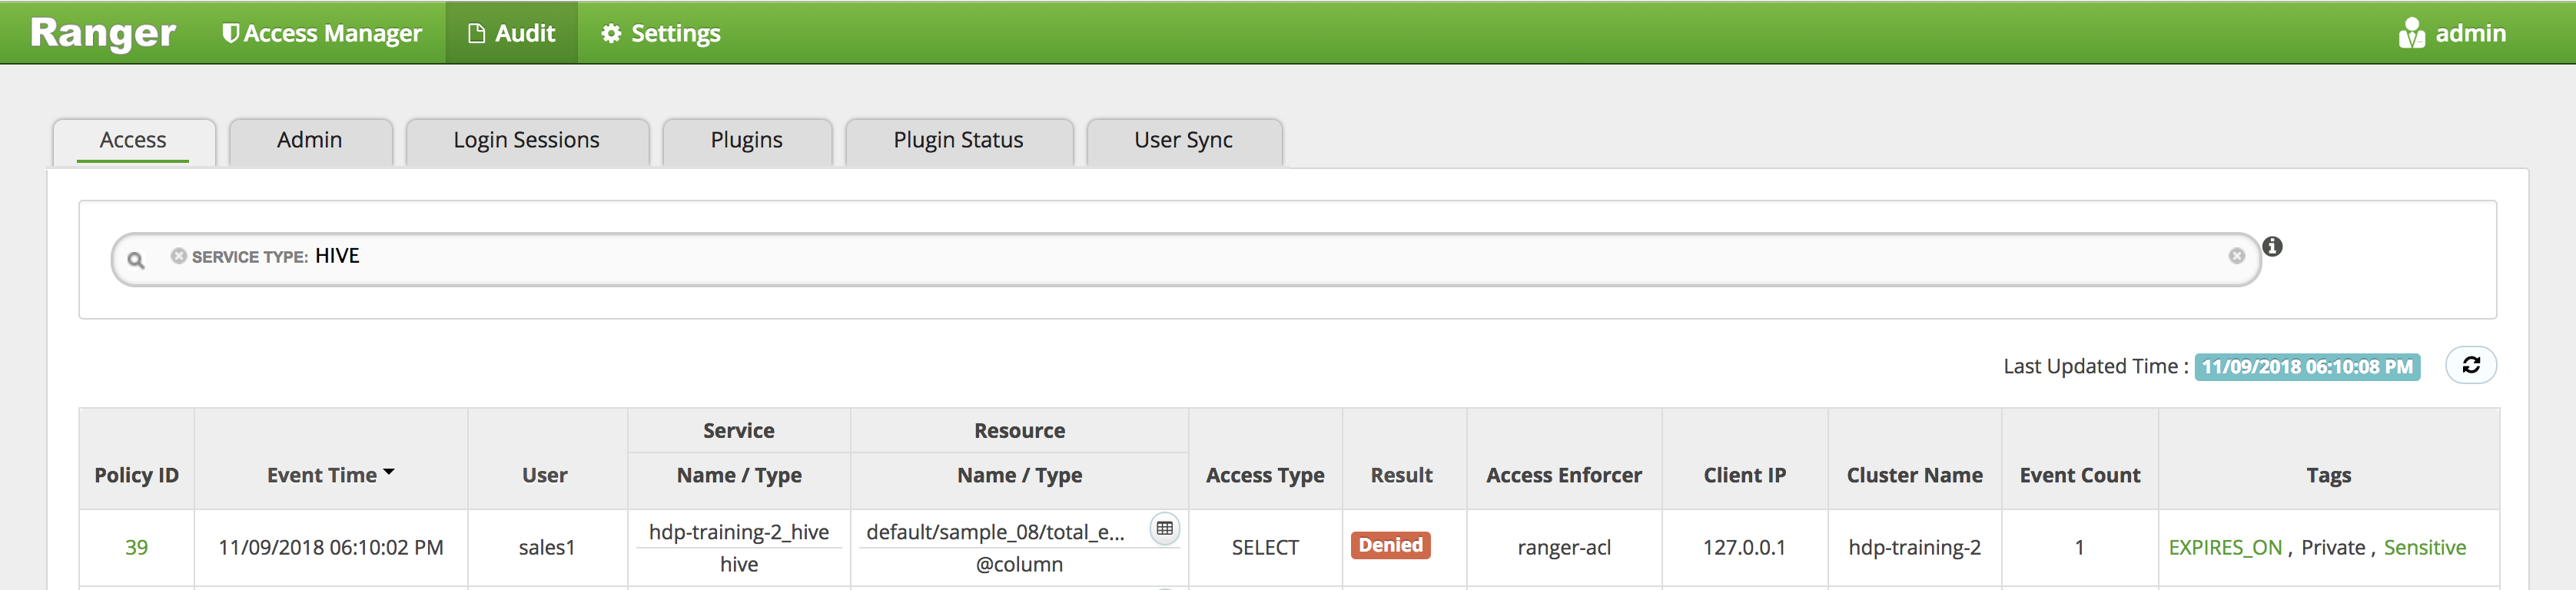 Ranger Access Manager Audit Settings admin
Access Admin Login Sessions Plugins Plugin Status User Sync
SERVICE TYPE: HIVE
Last Updated Time : 11/09/2018 06:10:08 PM
Service Resource
Policy ID Event Time User Name / Type Name / Type Access Type Result Access Enforcer Client IP Cluster Name Event Count Tags
hdp-training-2_hive default/sample_08/total_e...
39 11/09/2018 06:10:02 PM sales1 SELECT Denied ranger-acl 127.0.0.1 hdp-training-2 1 EXPIRES_ON , Private , Sensitive
hive @column